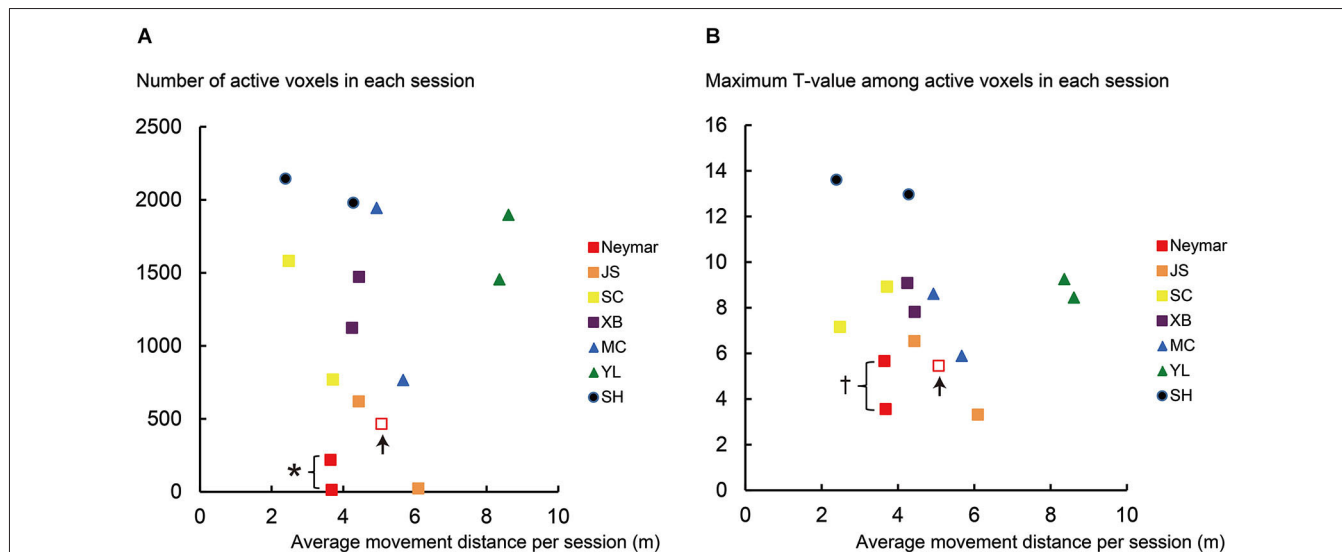 A
Number of active voxels in each session
2500
2000
1500
1000
500
0
0 2 4 6 8 10
Average movement distance per session (m)
*
Neymar
JS
SC
XB
MC
YL
SH
B
Maximum T-value among active voxels in each session
16
14
12
10
8
6
4
2
0
0 2 4 6 8 10
Average movement distance per session (m)
†
Neymar
JS
SC
XB
MC
YL
SH